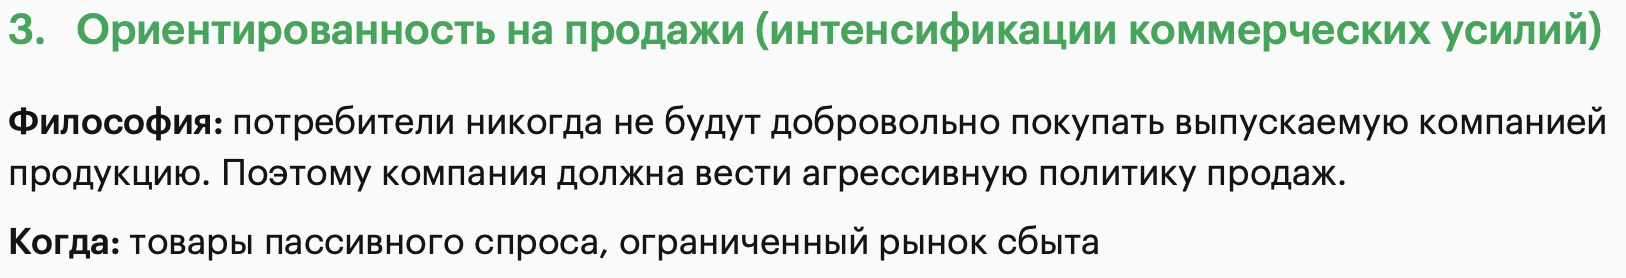 3. Ориентированность на продажи (интенсификации коммерческих усилий)
Философия: потребители никогда не будут добровольно покупать выпускаемую компанией
продукцию. Поэтому компания должна вести агрессивную политику продаж.
Когда: товары пассивного спроса, ограниченный рынок сбыта